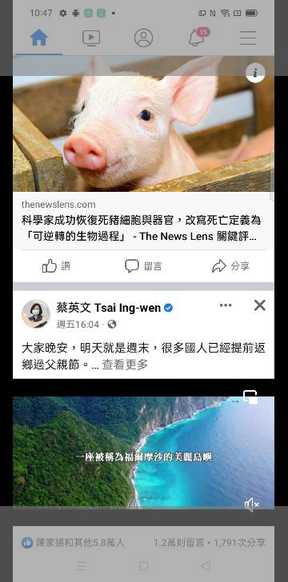 10:47
15
thenewslens.com
科學家成功恢復死豬細胞與器官，改寫死亡定義為
「可逆轉的生物過程」 - The News Lens 關鍵評...
讚
留言
分享
蔡英文 Tsai Ing-wen
週五16:04 ·
大家晚安，明天就是週末，很多國人已經提前返
鄉過父親節。... 查看更多
一座被稱為福爾摩沙的美麗島嶼
陳家揚和其他5.8萬人
1.2萬則留言 · 1,791次分享